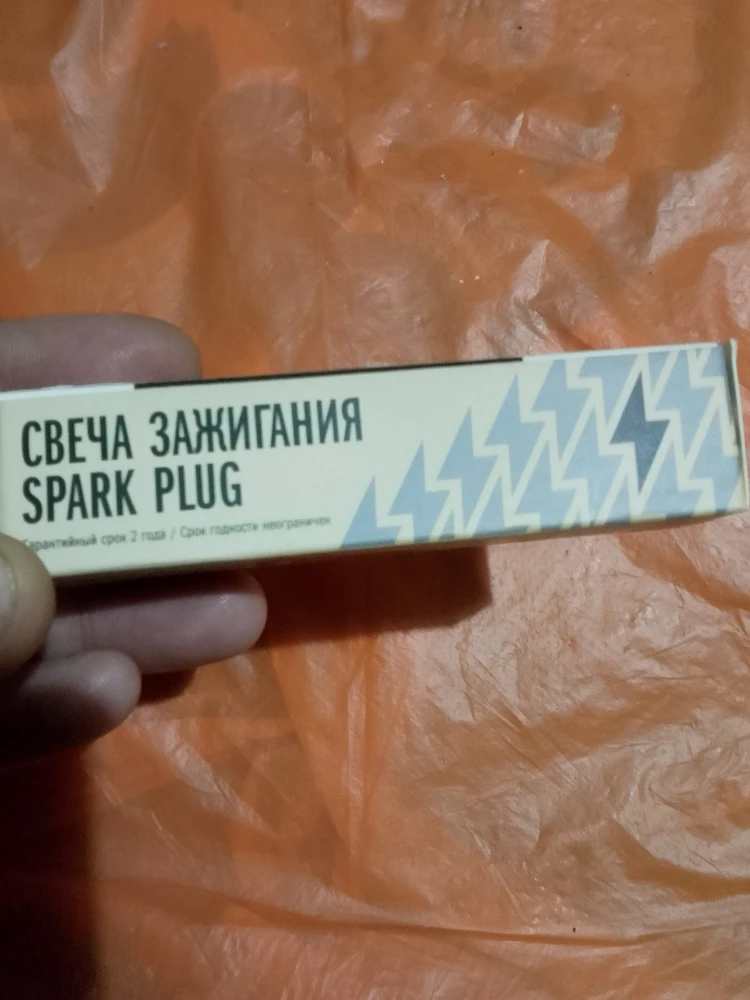 СВЕЧА ЗАЖИГАНИЯ
SPARK PLUG
Гарантийный срок 2 года / Срок годности неограничен